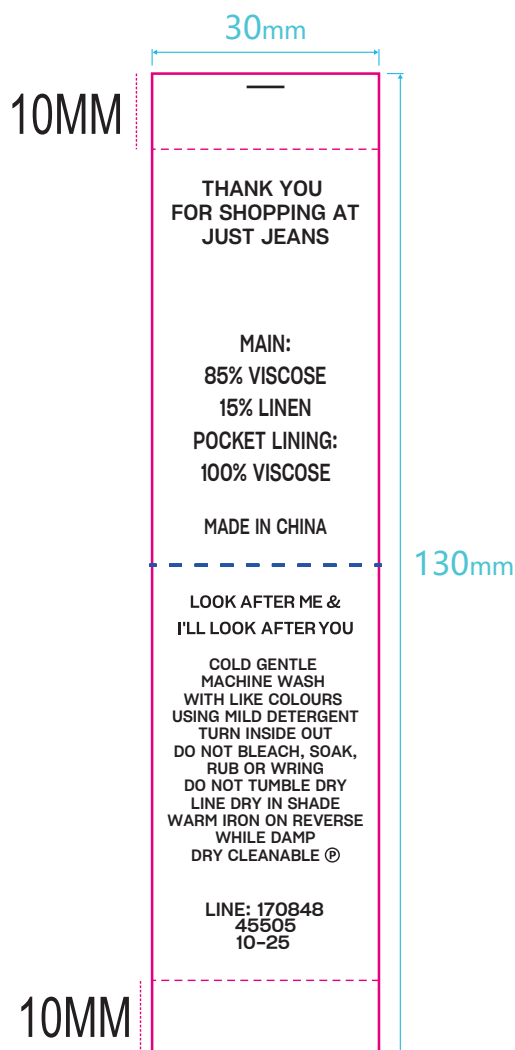 30mm
10MM
THANK YOU
FOR SHOPPING AT
JUST JEANS
MAIN:
85% VISCOSE
15% LINEN
POCKET LINING:
100% VISCOSE
MADE IN CHINA
130mm
LOOK AFTER ME &
I'LL LOOK AFTER YOU
COLD GENTLE
MACHINE WASH
WITH LIKE COLOURS
USING MILD DETERGENT
TURN INSIDE OUT
DO NOT BLEACH, SOAK,
RUB OR WRING
DO NOT TUMBLE DRY
LINE DRY IN SHADE
WARM IRON ON REVERSE
WHILE DAMP
DRY CLEANABLE Ⓟ
LINE: 170848
45505
10-25
10MM